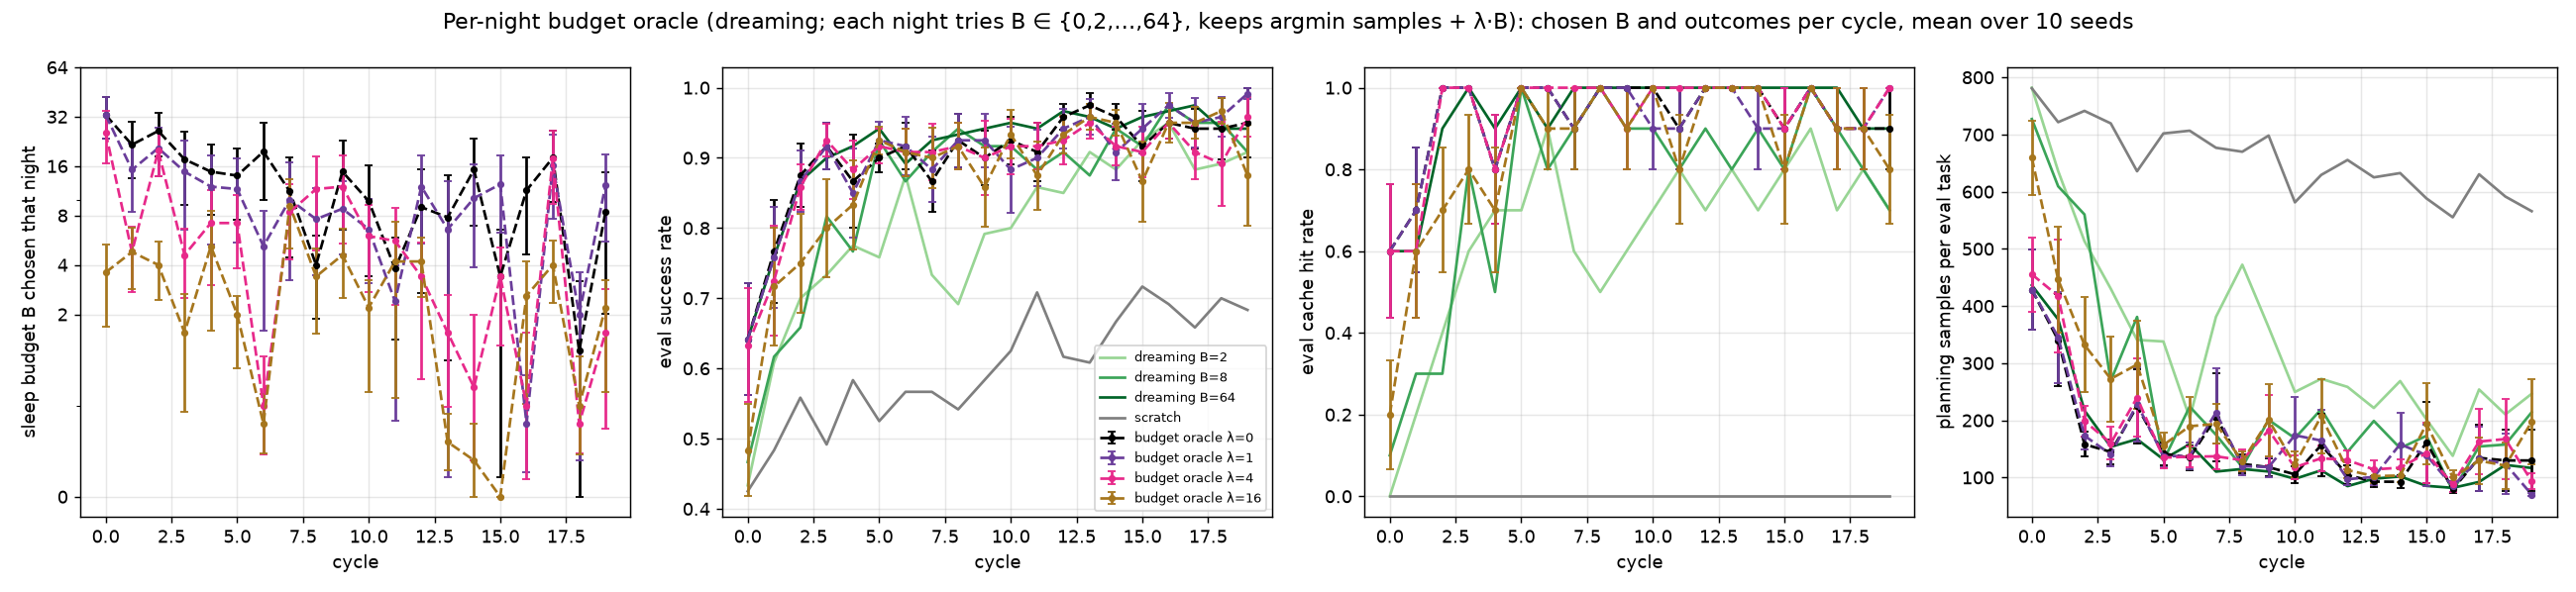 Per-night budget oracle (dreaming; each night tries B ∈ {0,2,...,64}, keeps argmin samples + λ·B): chosen B and outcomes per cycle, mean over 10 seeds
sleep budget B chosen that night
64
32
16
8
4
2
0
0.0 2.5 5.0 7.5 10.0 12.5 15.0 17.5
cycle
eval success rate
1.0
0.9
0.8
0.7
0.6
0.5
0.4
0.0 2.5 5.0 7.5 10.0 12.5 15.0 17.5
cycle
dreaming B=2
dreaming B=8
dreaming B=64
scratch
budget oracle λ=0
budget oracle λ=1
budget oracle λ=4
budget oracle λ=16
eval cache hit rate
1.0
0.8
0.6
0.4
0.2
0.0
0.0 2.5 5.0 7.5 10.0 12.5 15.0 17.5
cycle
planning samples per eval task
800
700
600
500
400
300
200
100
0.0 2.5 5.0 7.5 10.0 12.5 15.0 17.5
cycle